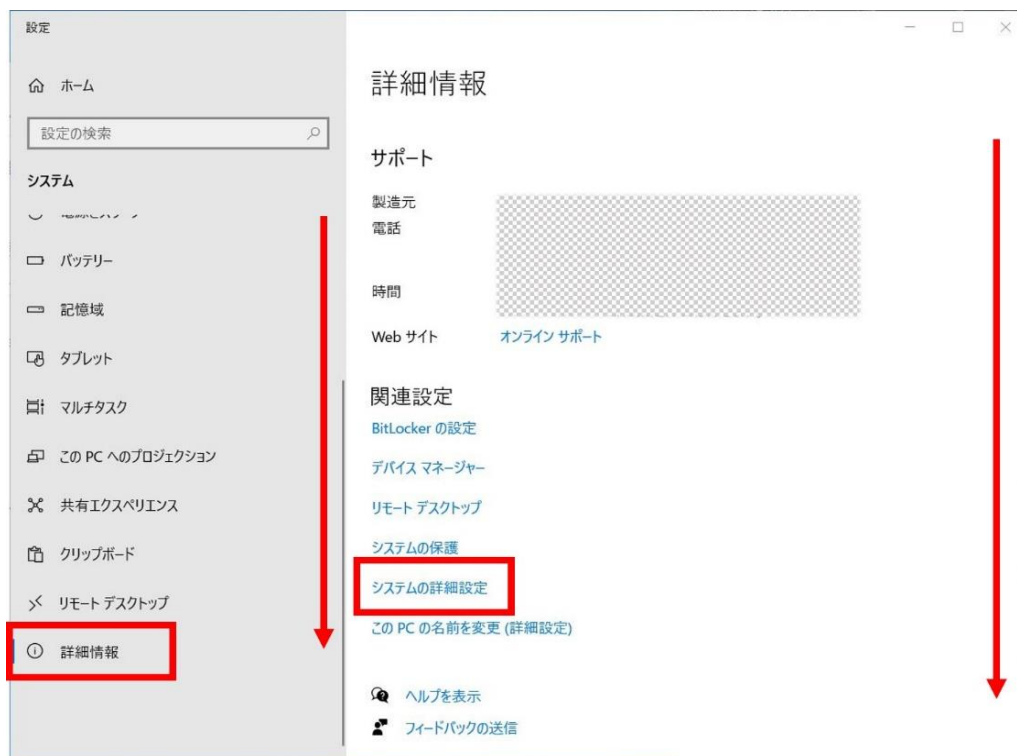 設定
ホーム
設定の検索
システム
バッテリー
記憶域
タブレット
マルチタスク
この PC へのプロジェクション
共有エクスペリエンス
クリップボード
リモート デスクトップ
詳細情報
詳細情報
サポート
製造元
電話
時間
Web サイト オンライン サポート
関連設定
BitLocker の設定
デバイス マネージャー
リモート デスクトップ
システムの保護
システムの詳細設定
この PC の名前を変更 (詳細設定)
ヘルプを表示
フィードバックの送信